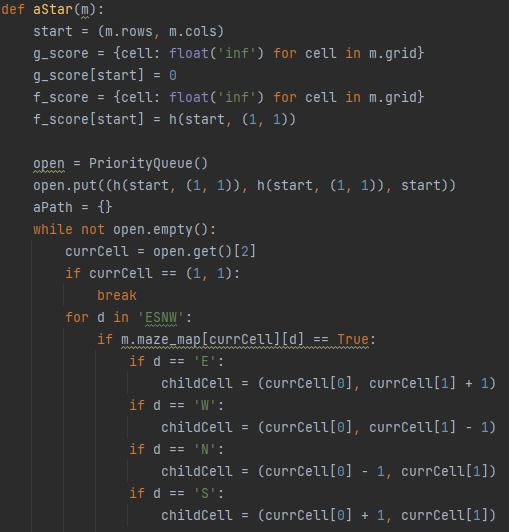 def aStar(m):
    start = (m.rows, m.cols)
    g_score = {cell: float('inf') for cell in m.grid}
    g_score[start] = 0
    f_score = {cell: float('inf') for cell in m.grid}
    f_score[start] = h(start, (1, 1))

    open = PriorityQueue()
    open.put((h(start, (1, 1)), h(start, (1, 1)), start))
    aPath = {}
    while not open.empty():
        currCell = open.get()[2]
        if currCell == (1, 1):
            break
        for d in 'ESNW':
            if m.maze_map[currCell][d] == True:
                if d == 'E':
                    childCell = (currCell[0], currCell[1] + 1)
                if d == 'W':
                    childCell = (currCell[0], currCell[1] - 1)
                if d == 'N':
                    childCell = (currCell[0] - 1, currCell[1])
                if d == 'S':
                    childCell = (currCell[0] + 1, currCell[1])